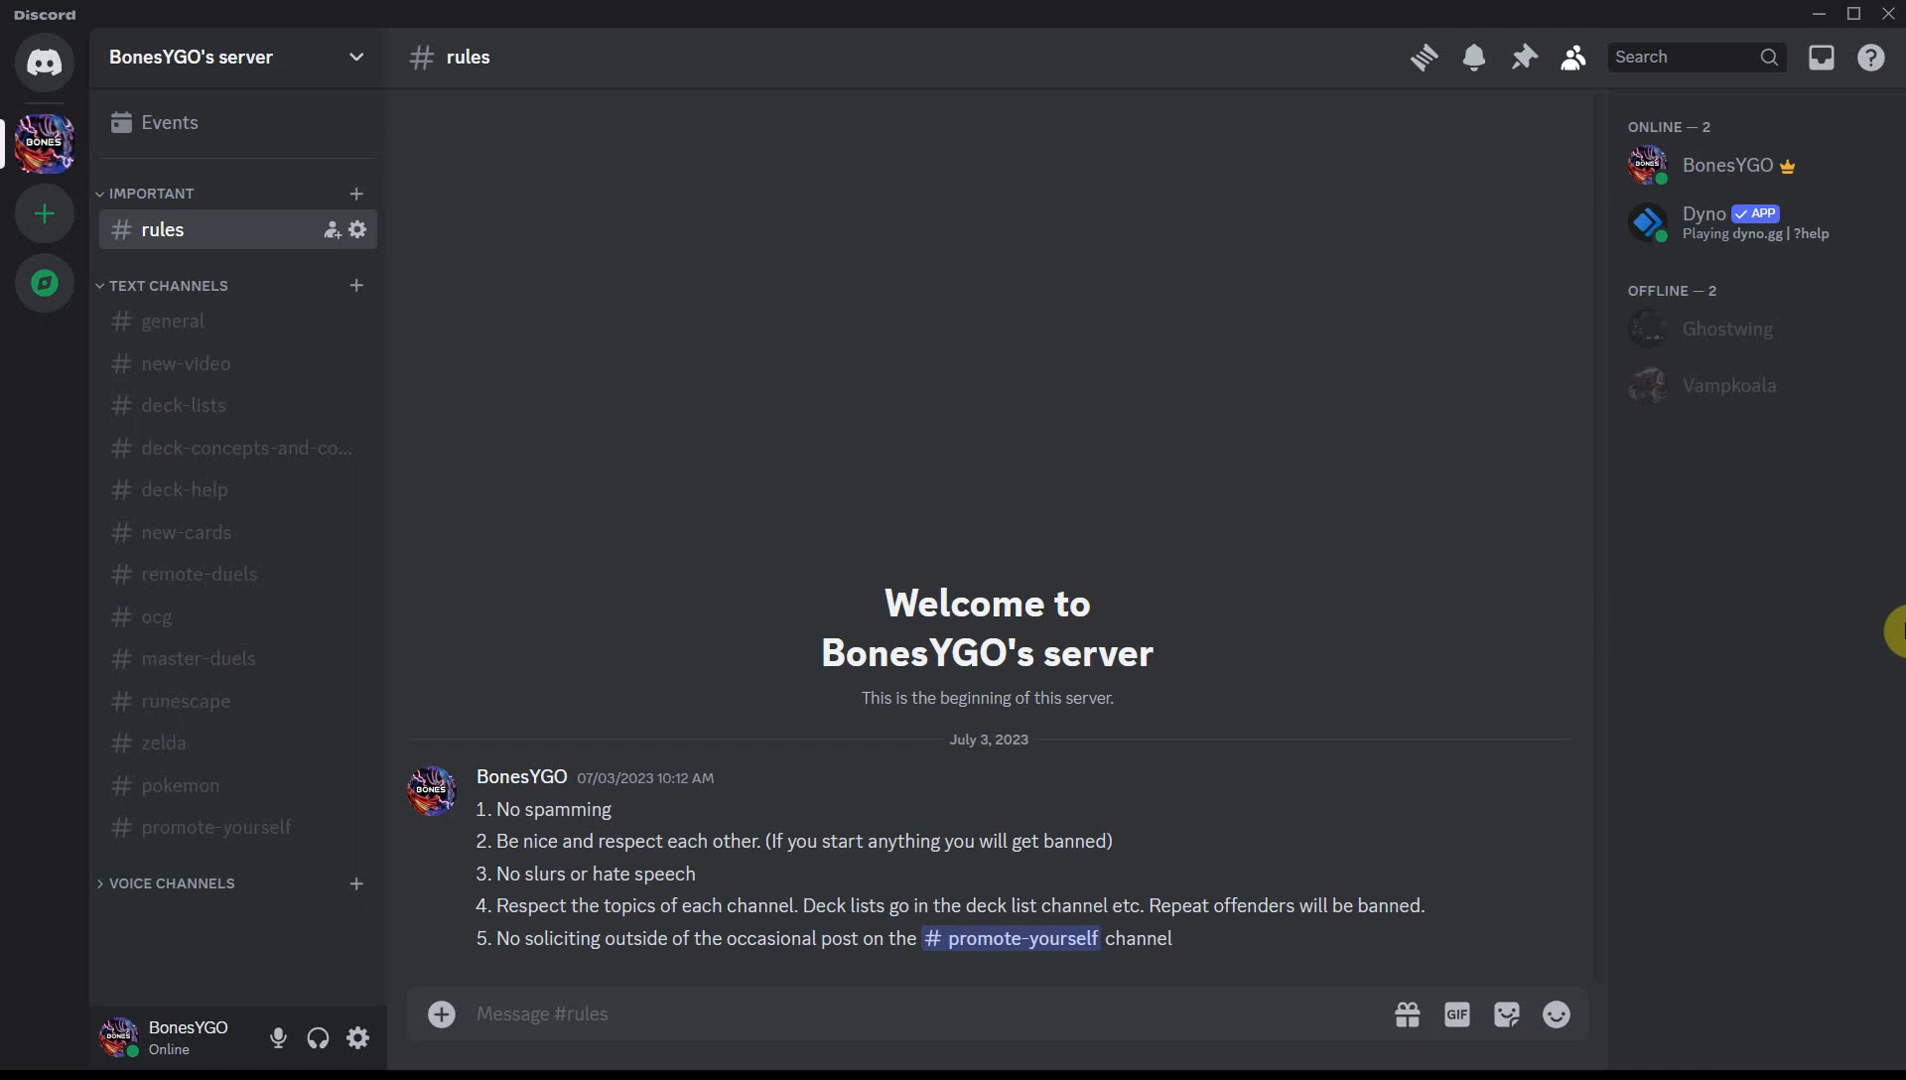 Discord
BonesYGO's server
# rules
Search
Events
IMPORTANT
# rules
TEXT CHANNELS
# general
# new-video
# deck-lists
# deck-concepts-and-co...
# deck-help
# new-cards
# remote-duels
# ocg
# master-duels
# runescape
# zelda
# pokemon
# promote-yourself
VOICE CHANNELS
BONES
BonesYGO
Online
Welcome to
BonesYGO's server
This is the beginning of this server.
July 3, 2023
BONES
BonesYGO 07/03/2023 10:12 AM
1. No spamming
2. Be nice and respect each other. (If you start anything you will get banned)
3. No slurs or hate speech
4. Respect the topics of each channel. Deck lists go in the deck list channel etc. Repeat offenders will be banned.
5. No soliciting outside of the occasional post on the # promote-yourself channel
Message #rules
GIF
ONLINE — 2
BONES
BonesYGO
Dyno ✓ APP
Playing dyno.gg | ?help
OFFLINE — 2
Ghostwing
Vampkoala
BONES